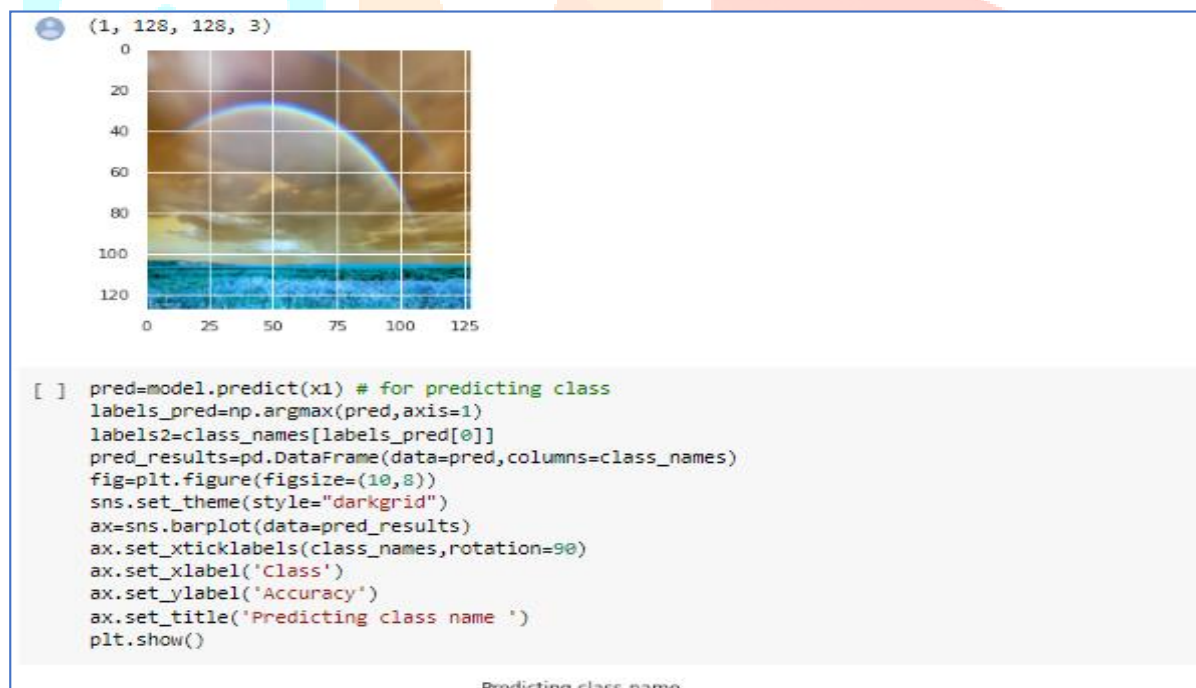 (1, 128, 128, 3)
0
20
40
60
80
100
120
0 25 50 75 100 125
[ ] pred=model.predict(x1) # for predicting class
labels_pred=np.argmax(pred,axis=1)
labels2=class_names[labels_pred[0]]
pred_results=pd.DataFrame(data=pred,columns=class_names)
fig=plt.figure(figsize=(10,8))
sns.set_theme(style="darkgrid")
ax=sns.barplot(data=pred_results)
ax.set_xticklabels(class_names,rotation=90)
ax.set_xlabel('Class')
ax.set_ylabel('Accuracy')
ax.set_title('Predicting class name ')
plt.show()
Predicting class name